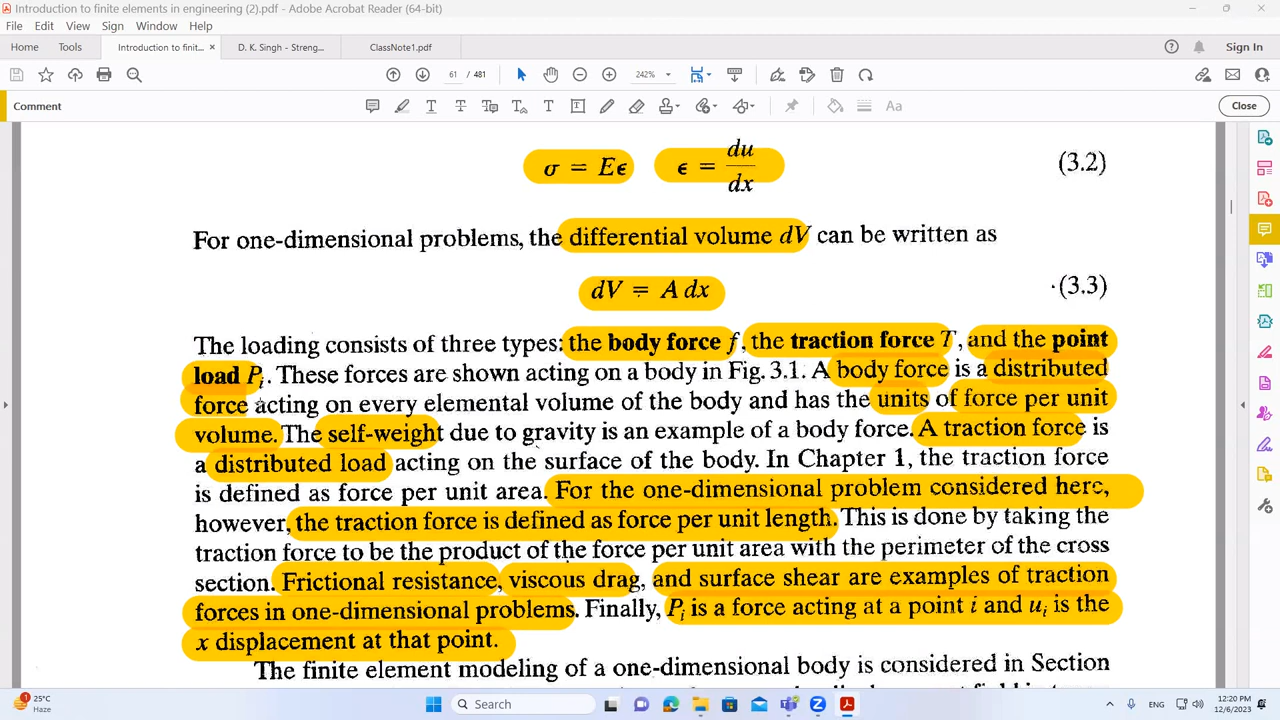 Introduction to finite elements in engineering (2).pdf - Adobe Acrobat Reader (64-bit)
File Edit View Sign Window Help
Home Tools Introduction to finit... × D. K. Singh - Streng... ClassNote1.pdf Sign In
61 / 481 242%
Comment Close
σ = Eϵ ϵ = du/dx (3.2)
For one-dimensional problems, the differential volume dV can be written as
dV = A dx (3.3)
The loading consists of three types: the body force f, the traction force T, and the point
load Pi. These forces are shown acting on a body in Fig. 3.1. A body force is a distributed
force acting on every elemental volume of the body and has the units of force per unit
volume. The self-weight due to gravity is an example of a body force. A traction force is
a distributed load acting on the surface of the body. In Chapter 1, the traction force
is defined as force per unit area. For the one-dimensional problem considered here,
however, the traction force is defined as force per unit length. This is done by taking the
traction force to be the product of the force per unit area with the perimeter of the cross
section. Frictional resistance, viscous drag, and surface shear are examples of traction
forces in one-dimensional problems. Finally, Pi is a force acting at a point i and ui is the
x displacement at that point.
The finite element modeling of a one-dimensional body is considered in Section
25°C
Haze
Search
ENG
12:20 PM
12/6/2023